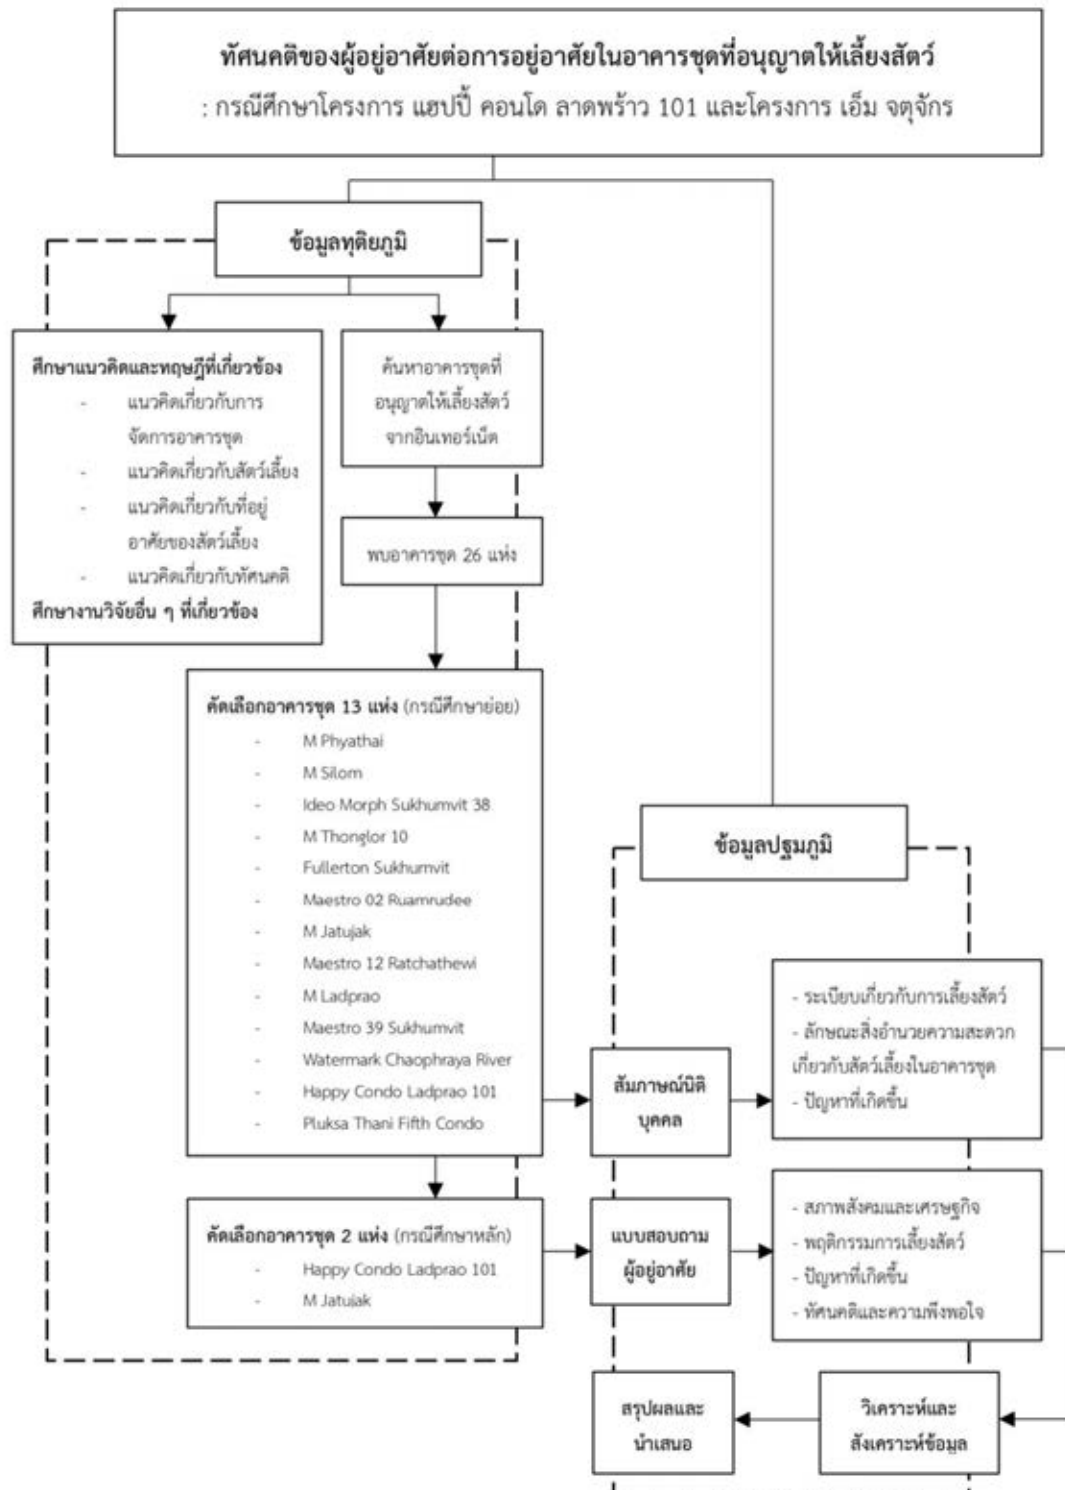 ทัศนคติของผู้อยู่อาศัยต่อการอยู่อาศัยในอาคารชุดที่อนุญาตให้เลี้ยงสัตว์
: กรณีศึกษาโครงการ แฮปปี้ คอนโด ลาดพร้าว 101 และโครงการ เอ็ม จตุจักร
ข้อมูลทุติยภูมิ
ศึกษาแนวคิดและทฤษฎีที่เกี่ยวข้อง
- แนวคิดเกี่ยวกับการ
จัดการอาคารชุด
- แนวคิดเกี่ยวกับสัตว์เลี้ยง
- แนวคิดเกี่ยวกับที่อยู่
อาศัยของสัตว์เลี้ยง
- แนวคิดเกี่ยวกับทัศนคติ
ศึกษางานวิจัยอื่น ๆ ที่เกี่ยวข้อง
ค้นหาอาคารชุดที่
อนุญาตให้เลี้ยงสัตว์
จากอินเทอร์เน็ต
พบอาคารชุด 26 แห่ง
คัดเลือกอาคารชุด 13 แห่ง (กรณีศึกษาย่อย)
- M Phyathai
- M Silom
- Ideo Morph Sukhumvit 38
- M Thonglor 10
- Fullerton Sukhumvit
- Maestro 02 Ruamrudee
- M Jatujak
- Maestro 12 Ratchathewi
- M Ladprao
- Maestro 39 Sukhumvit
- Watermark Chaophraya River
- Happy Condo Ladprao 101
- Pluksa Thani Fifth Condo
คัดเลือกอาคารชุด 2 แห่ง (กรณีศึกษาหลัก)
- Happy Condo Ladprao 101
- M Jatujak
ข้อมูลปฐมภูมิ
สัมภาษณ์นิติ
บุคคล
- ระเบียบเกี่ยวกับการเลี้ยงสัตว์
- ลักษณะสิ่งอำนวยความสะดวก
เกี่ยวกับสัตว์เลี้ยงในอาคารชุด
- ปัญหาที่เกิดขึ้น
แบบสอบถาม
ผู้อยู่อาศัย
- สภาพสังคมและเศรษฐกิจ
- พฤติกรรมการเลี้ยงสัตว์
- ปัญหาที่เกิดขึ้น
- ทัศนคติและความพึงพอใจ
วิเคราะห์และ
สังเคราะห์ข้อมูล
สรุปผลและ
นำเสนอ